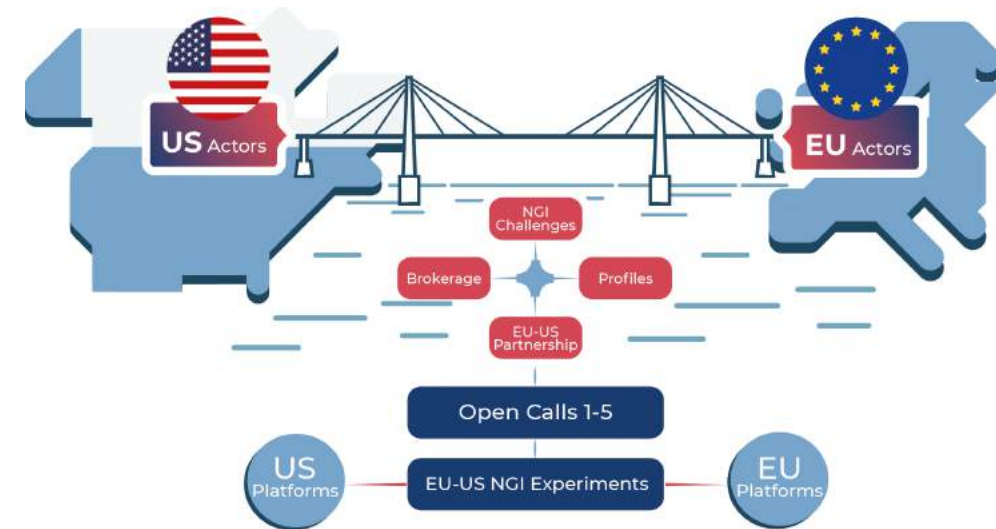 US Actors
EU Actors
NGI
Challenges
Brokerage
Profiles
EU-US
Partnership
Open Calls 1-5
US
Platforms
EU-US NGI Experiments
EU
Platforms